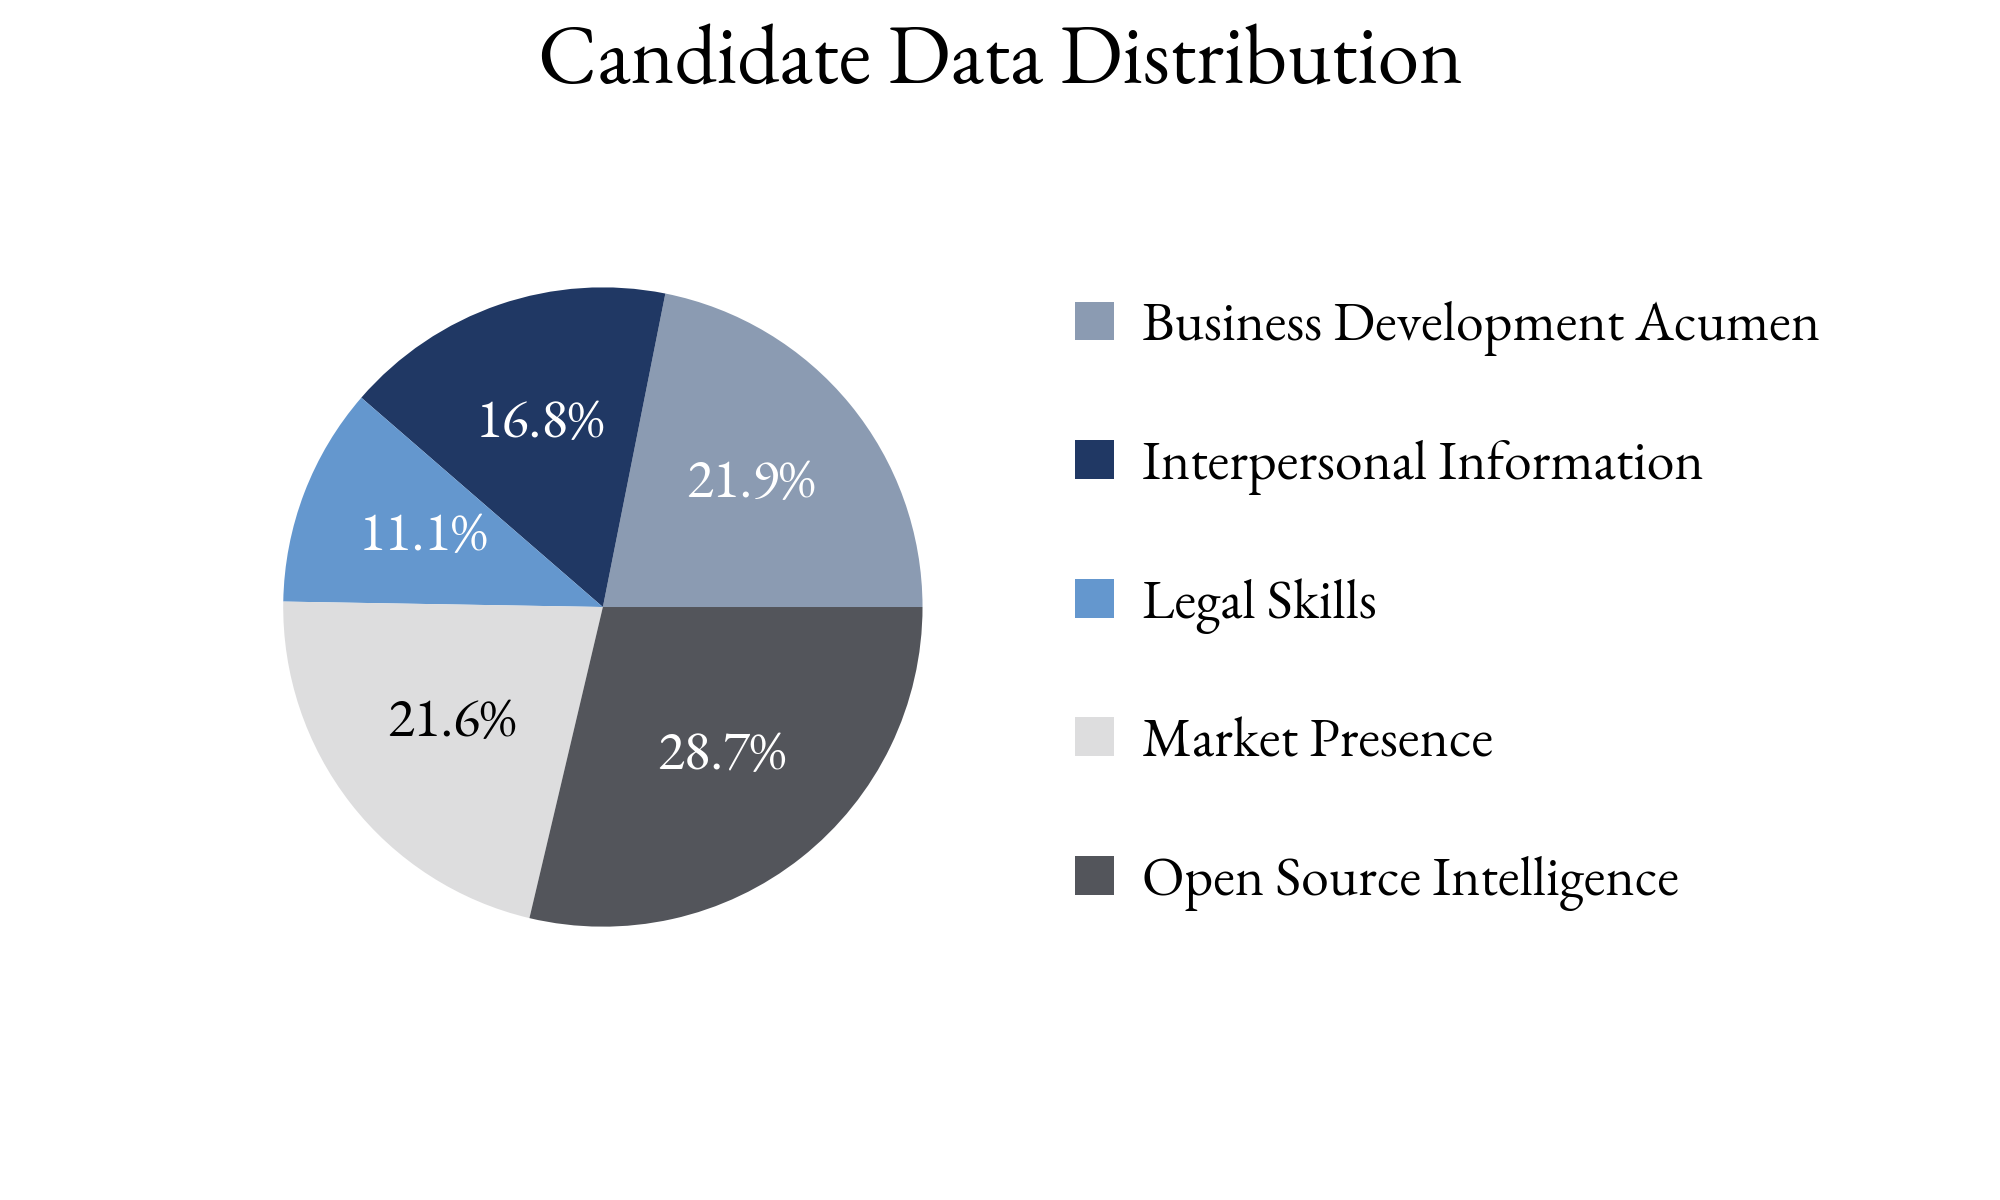 Candidate Data Distribution
16.8%
21.9%
11.1%
21.6%
28.7%
Business Development Acumen
Interpersonal Information
Legal Skills
Market Presence
Open Source Intelligence